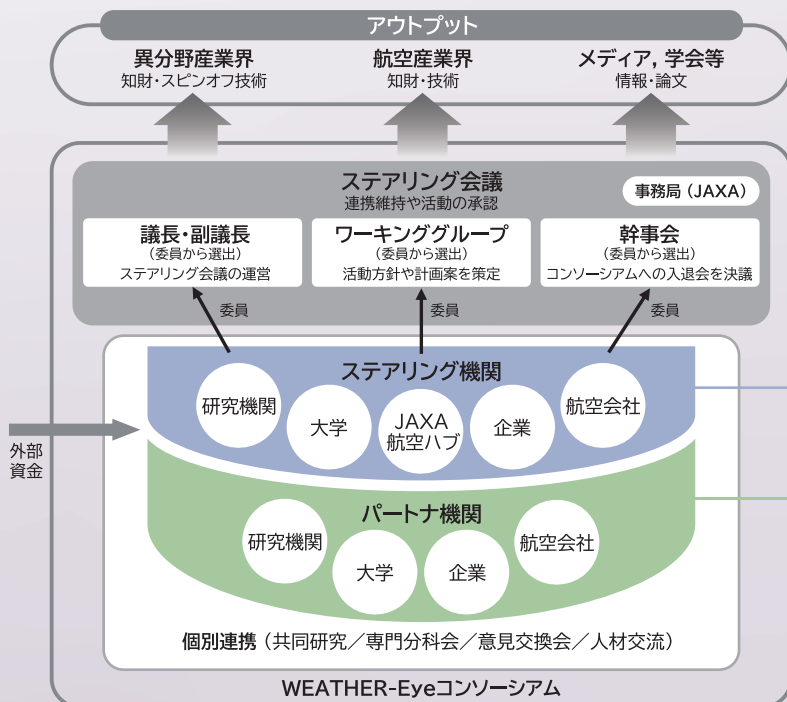 アウトプット
異分野産業界
知財・スピンオフ技術
航空産業界
知財・技術
メディア，学会等
情報・論文
ステアリング会議
連携維持や活動の承認
事務局（JAXA）
議長・副議長
（委員から選出）
ステアリング会議の運営
ワーキンググループ
（委員から選出）
活動方針や計画案を策定
幹事会
（委員から選出）
コンソーシアムへの入退会を決議
委員
委員
委員
ステアリング機関
研究機関
大学
JAXA
航空ハブ
企業
航空会社
外部
資金
パートナ機関
研究機関
大学
企業
航空会社
個別連携（共同研究／専門分科会／意見交換会／人材交流）
WEATHER-Eyeコンソーシアム